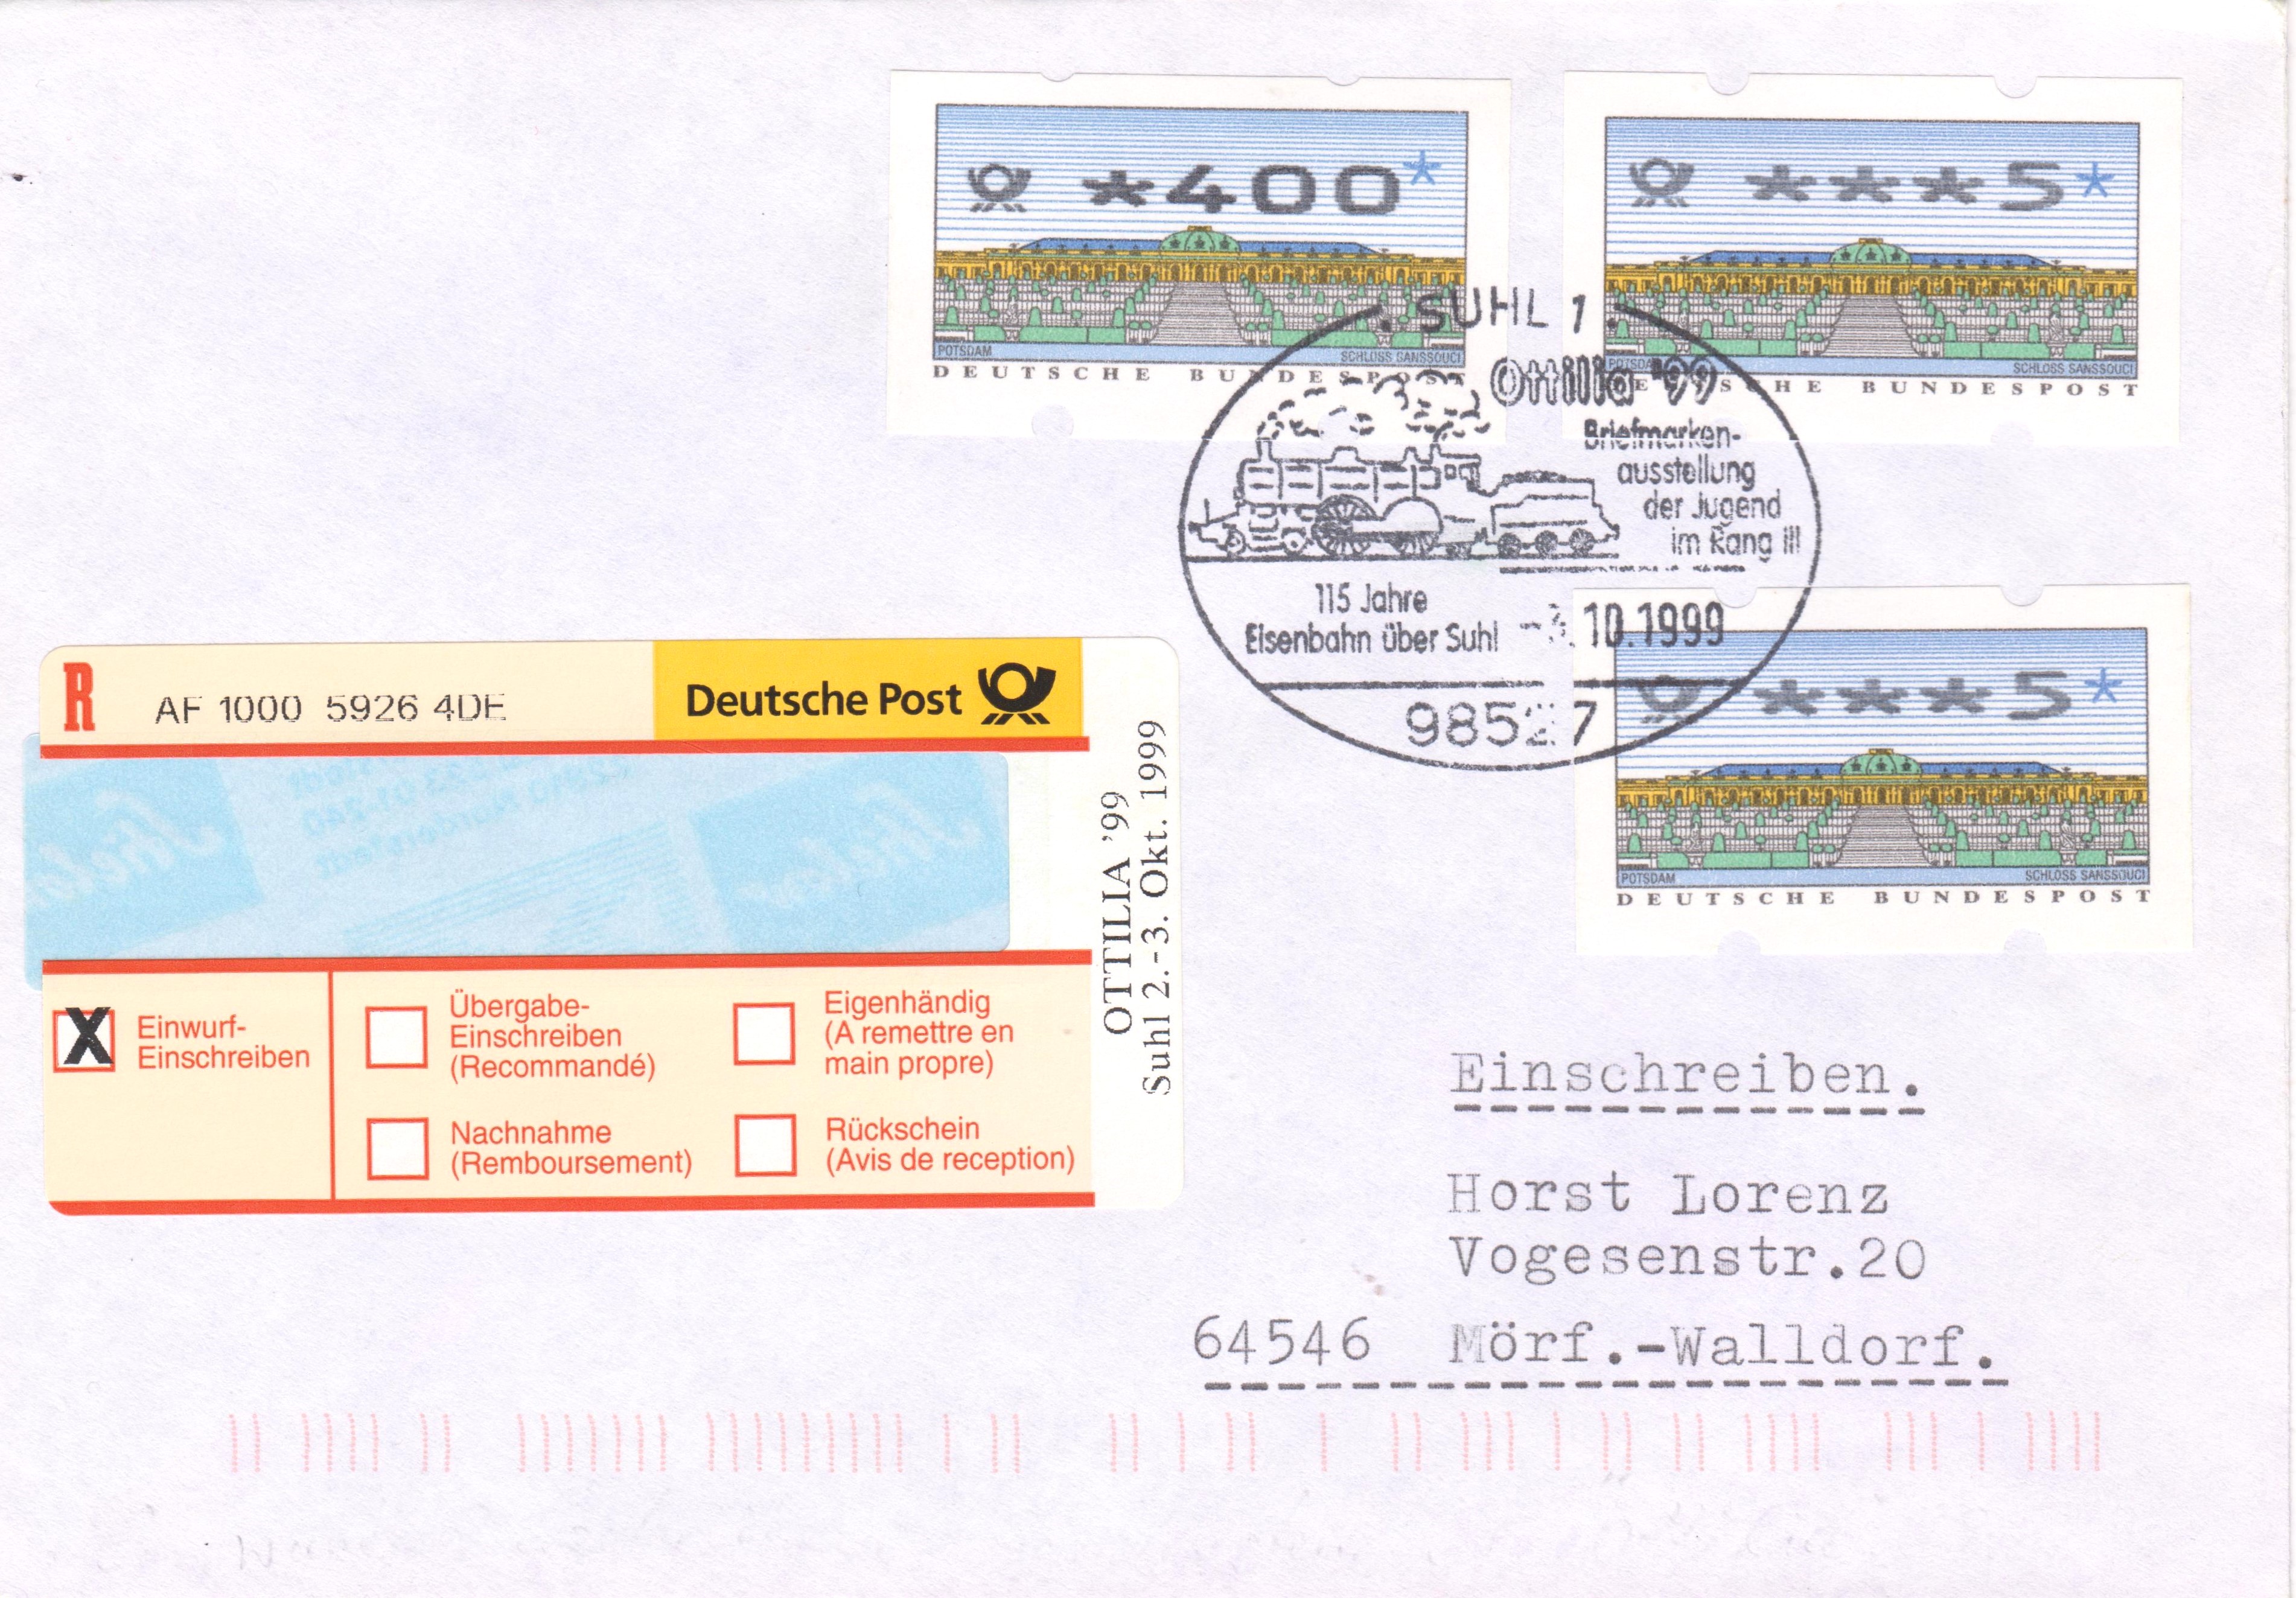 *400*
POTSDAM SCHLOSS SANSSOUCI
DEUTSCHE BUNDESPOST
***5*
POTSDAM SCHLOSS SANSSOUCI
DEUTSCHE BUNDESPOST
SUHL 1
Ottilia '99
Briefmarken-
ausstellung
der Jugend
im Rang III
115 Jahre
Eisenbahn über Suhl
10.1999
98527
***5*
POTSDAM SCHLOSS SANSSOUCI
DEUTSCHE BUNDESPOST
R AF 1000 5926 4DE
Deutsche Post
OTTILIA '99
Suhl 2.-3. Okt. 1999
X Einwurf-
Einschreiben
Übergabe-
Einschreiben
(Recommandé)
Eigenhändig
(A remettre en
main propre)
Nachnahme
(Remboursement)
Rückschein
(Avis de reception)
Einschreiben.
Horst Lorenz
Vogesenstr.20
64546 Mörf.-Walldorf.